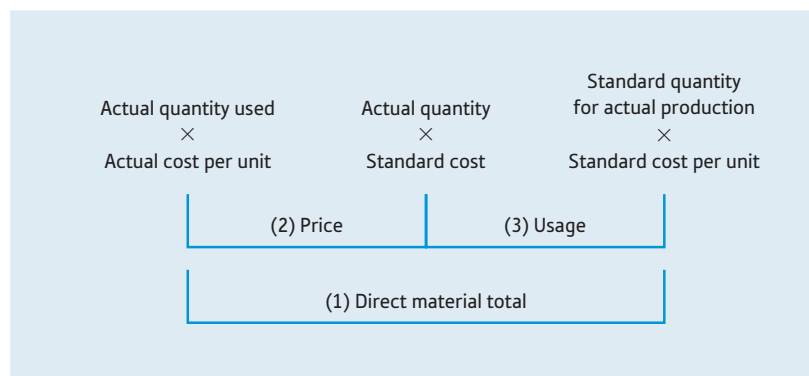 Actual quantity used
×
Actual cost per unit
Actual quantity
×
Standard cost
Standard quantity
for actual production
×
Standard cost per unit
(2) Price
(3) Usage
(1) Direct material total